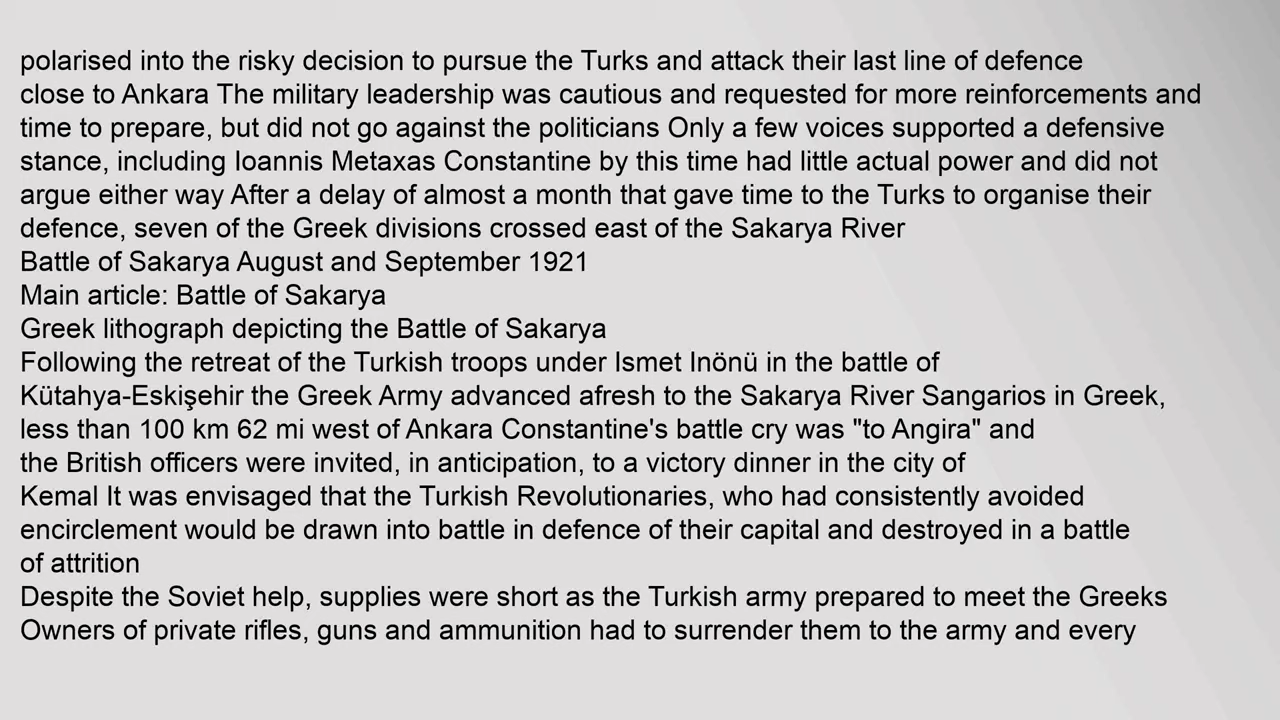 polarised into the risky decision to pursue the Turks and attack their last line of defence
close to Ankara The military leadership was cautious and requested for more reinforcements and
time to prepare, but did not go against the politicians Only a few voices supported a defensive
stance, including Ioannis Metaxas Constantine by this time had little actual power and did not
argue either way After a delay of almost a month that gave time to the Turks to organise their
defence, seven of the Greek divisions crossed east of the Sakarya River
Battle of Sakarya August and September 1921
Main article: Battle of Sakarya
Greek lithograph depicting the Battle of Sakarya
Following the retreat of the Turkish troops under Ismet Inönü in the battle of
Kütahya-Eskişehir the Greek Army advanced afresh to the Sakarya River Sangarios in Greek,
less than 100 km 62 mi west of Ankara Constantine's battle cry was "to Angira" and
the British officers were invited, in anticipation, to a victory dinner in the city of
Kemal It was envisaged that the Turkish Revolutionaries, who had consistently avoided
encirclement would be drawn into battle in defence of their capital and destroyed in a battle
of attrition
Despite the Soviet help, supplies were short as the Turkish army prepared to meet the Greeks
Owners of private rifles, guns and ammunition had to surrender them to the army and every